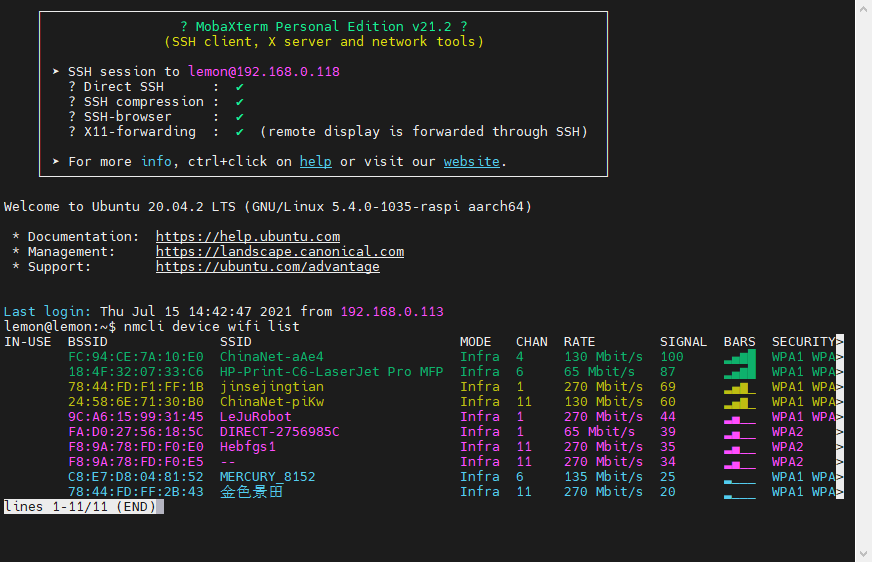 ? MobaXterm Personal Edition v21.2 ?
(SSH client, X server and network tools)
➤ SSH session to lemon@192.168.0.118
? Direct SSH : ✔
? SSH compression : ✔
? SSH-browser : ✔
? X11-forwarding : ✔ (remote display is forwarded through SSH)
➤ For more info, ctrl+click on help or visit our website.
Welcome to Ubuntu 20.04.2 LTS (GNU/Linux 5.4.0-1035-raspi aarch64)
* Documentation: https://help.ubuntu.com
* Management: https://landscape.canonical.com
* Support: https://ubuntu.com/advantage
Last login: Thu Jul 15 14:42:47 2021 from 192.168.0.113
lemon@lemon:~$ nmcli device wifi list
IN-USE BSSID SSID MODE CHAN RATE SIGNAL BARS SECURITY>
FC:94:CE:7A:10:E0 ChinaNet-aAe4 Infra 4 130 Mbit/s 100 ▂▄▆█ WPA1 WPA>
18:4F:32:07:33:C6 HP-Print-C6-LaserJet Pro MFP Infra 6 65 Mbit/s 87 ▂▄▆█ WPA2 >
78:44:FD:F1:FF:1B jinsejingtian Infra 1 270 Mbit/s 69 ▂▄▆_ WPA1 WPA>
24:58:6E:71:30:B0 ChinaNet-piKw Infra 11 130 Mbit/s 60 ▂▄▆_ WPA1 WPA>
9C:A6:15:99:31:45 LeJuRobot Infra 1 270 Mbit/s 44 ▂▄__ WPA1 WPA>
FA:D0:27:56:18:5C DIRECT-2756985C Infra 1 65 Mbit/s 39 ▂▄__ WPA2 >
F8:9A:78:FD:F0:E0 Hebfgs1 Infra 11 270 Mbit/s 35 ▂▄__ WPA2 >
F8:9A:78:FD:F0:E5 -- Infra 11 270 Mbit/s 34 ▂▄__ WPA2 >
C8:E7:D8:04:81:52 MERCURY_8152 Infra 6 135 Mbit/s 25 ▂___ WPA1 WPA>
78:44:FD:FF:2B:43 金色景田 Infra 11 270 Mbit/s 20 ▂___ WPA1 WPA>
lines 1-11/11 (END)